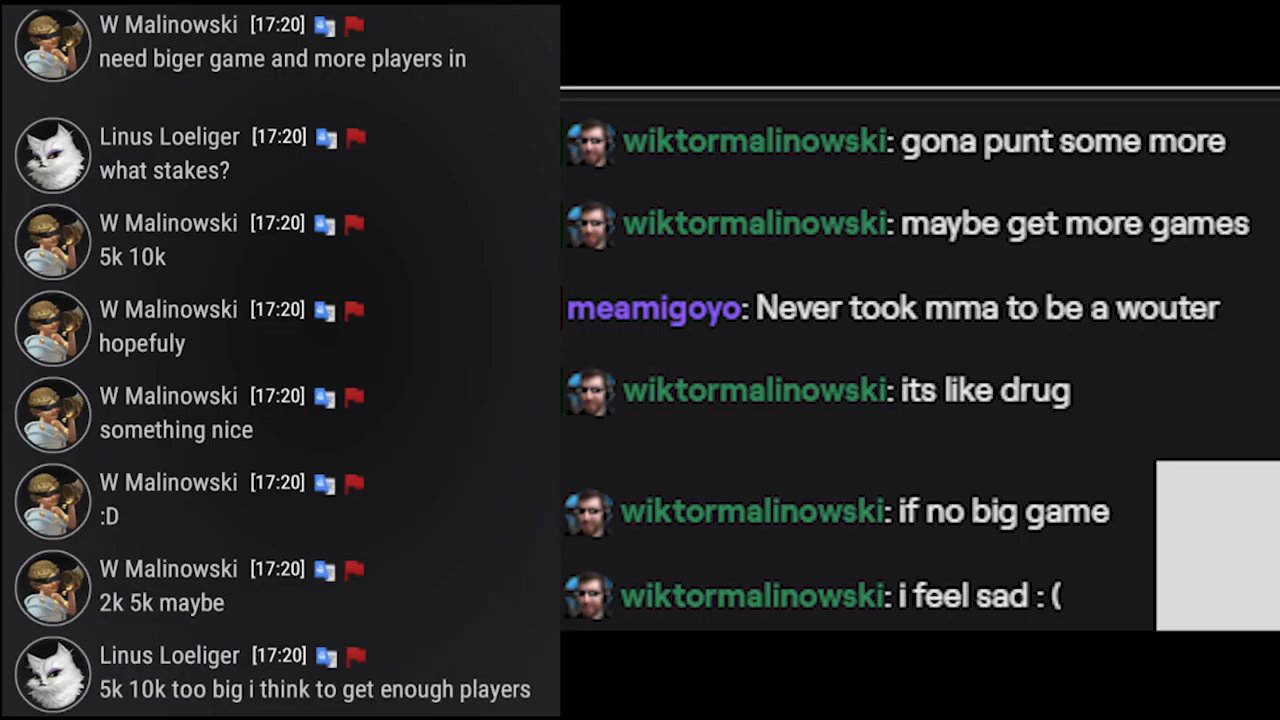 W Malinowski [17:20]
need biger game and more players in
Linus Loeliger [17:20]
what stakes?
W Malinowski [17:20]
5k 10k
W Malinowski [17:20]
hopefuly
W Malinowski [17:20]
something nice
W Malinowski [17:20]
:D
W Malinowski [17:20]
2k 5k maybe
Linus Loeliger [17:20]
5k 10k too big i think to get enough players
wiktormalinowski: gona punt some more
wiktormalinowski: maybe get more games
meamigoyo: Never took mma to be a wouter
wiktormalinowski: its like drug
wiktormalinowski: if no big game
wiktormalinowski: i feel sad : (